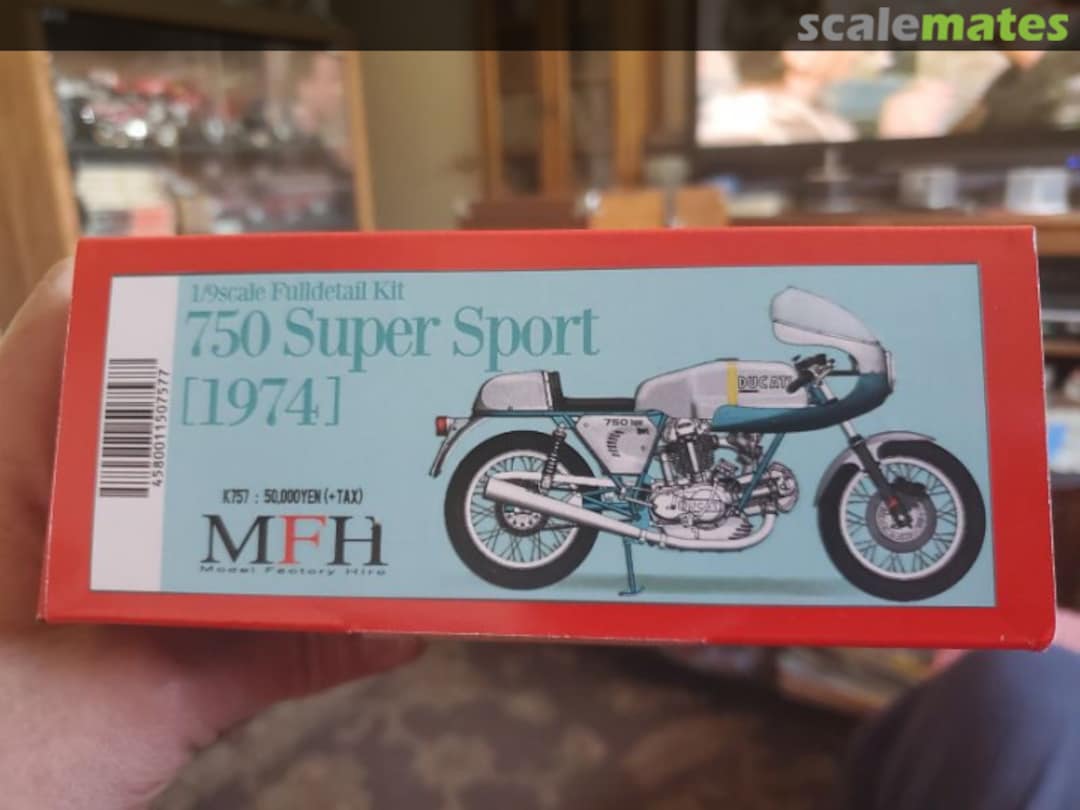 scalemates
1/9scale Fulldetail Kit
750 Super Sport
[1974]
DUCATI
750
K757 : 50,000YEN (+TAX)
MFH
Model Factory Hiro
DUCATI
4580011507577